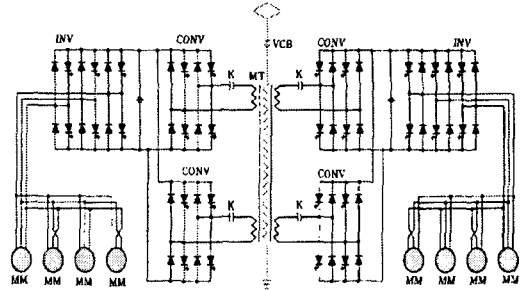 INV CONV VCB CONV INV
K MT K
CONV CONV
K K
MM MM MM MM MM MM MM MM